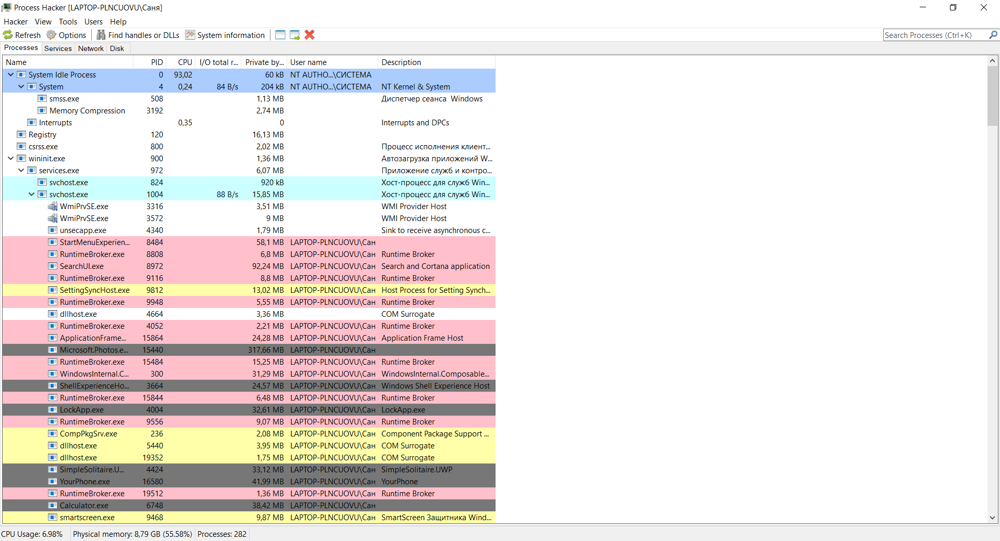 Process Hacker [LAPTOP-PLNCUOVU\Саня]
Hacker View Tools Users Help
Refresh Options Find handles or DLLs System information Search Processes (Ctrl+K)
Processes Services Network Disk
Name PID CPU I/O total r... Private by... User name Description
System Idle Process 0 93,02 60 kB NT AUTHO...\СИСТЕМА
System 4 0,24 84 B/s 204 kB NT AUTHO...\СИСТЕМА NT Kernel & System
smss.exe 508 1,13 MB Диспетчер сеанса Windows
Memory Compression 3192 2,74 MB
Interrupts 0,35 0 Interrupts and DPCs
Registry 120 16,13 MB
csrss.exe 800 2,02 MB Процесс исполнения клиент...
wininit.exe 900 1,36 MB Автозагрузка приложений W...
services.exe 972 6,07 MB Приложение служб и контро...
svchost.exe 824 920 kB Хост-процесс для служб Win...
svchost.exe 1004 88 B/s 15,85 MB Хост-процесс для служб Win...
WmiPrvSE.exe 3316 3,51 MB WMI Provider Host
WmiPrvSE.exe 3572 9 MB WMI Provider Host
unsecapp.exe 4340 1,79 MB Sink to receive asynchronous c...
StartMenuExperien... 8484 58,1 MB LAPTOP-PLNCUOVU\Сан
RuntimeBroker.exe 8808 6,8 MB LAPTOP-PLNCUOVU\Сан Runtime Broker
SearchUI.exe 8972 92,24 MB LAPTOP-PLNCUOVU\Сан Search and Cortana application
RuntimeBroker.exe 9116 8,8 MB LAPTOP-PLNCUOVU\Сан Runtime Broker
SettingSyncHost.exe 9812 13,02 MB LAPTOP-PLNCUOVU\Сан Host Process for Setting Synch...
RuntimeBroker.exe 9948 5,55 MB LAPTOP-PLNCUOVU\Сан Runtime Broker
dllhost.exe 4664 3,36 MB COM Surrogate
RuntimeBroker.exe 4052 2,21 MB LAPTOP-PLNCUOVU\Сан Runtime Broker
ApplicationFrame... 15864 24,28 MB LAPTOP-PLNCUOVU\Сан Application Frame Host
Microsoft.Photos.e... 15440 317,66 MB LAPTOP-PLNCUOVU\Сан
RuntimeBroker.exe 15484 15,25 MB LAPTOP-PLNCUOVU\Сан Runtime Broker
WindowsInternal.C... 300 31,29 MB LAPTOP-PLNCUOVU\Сан WindowsInternal.Composable...
ShellExperienceHo... 3664 24,57 MB LAPTOP-PLNCUOVU\Сан Windows Shell Experience Host
RuntimeBroker.exe 15844 6,48 MB LAPTOP-PLNCUOVU\Сан Runtime Broker
LockApp.exe 4004 32,61 MB LAPTOP-PLNCUOVU\Сан LockApp.exe
RuntimeBroker.exe 9556 9,07 MB LAPTOP-PLNCUOVU\Сан Runtime Broker
CompPkgSrv.exe 236 2,08 MB LAPTOP-PLNCUOVU\Сан Component Package Support ...
dllhost.exe 5440 3,95 MB LAPTOP-PLNCUOVU\Сан COM Surrogate
dllhost.exe 19352 1,75 MB LAPTOP-PLNCUOVU\Сан COM Surrogate
SimpleSolitaire.U... 4424 33,12 MB LAPTOP-PLNCUOVU\Сан SimpleSolitaire.UWP
YourPhone.exe 16580 41,99 MB LAPTOP-PLNCUOVU\Сан YourPhone
RuntimeBroker.exe 19512 1,36 MB LAPTOP-PLNCUOVU\Сан Runtime Broker
Calculator.exe 6748 38,42 MB LAPTOP-PLNCUOVU\Сан
smartscreen.exe 9468 9,87 MB LAPTOP-PLNCUOVU\Сан SmartScreen Защитника Wind...
CPU Usage: 6.98% Physical memory: 8,79 GB (55.58%) Processes: 282